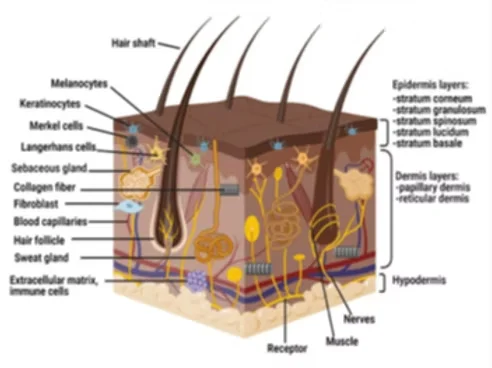 Hair shaft
Melanocytes
Keratinocytes
Merkel cells
Langerhans cells
Sebaceous gland
Collagen fiber
Fibroblast
Blood capillaries
Hair follicle
Sweat gland
Extracellular matrix,
immune cells
Epidermis layers:
-stratum corneum
-stratum granulosum
-stratum spinosum
-stratum lucidum
-stratum basale
Dermis layers:
-papillary dermis
-reticular dermis
Hypodermis
Nerves
Muscle
Receptor